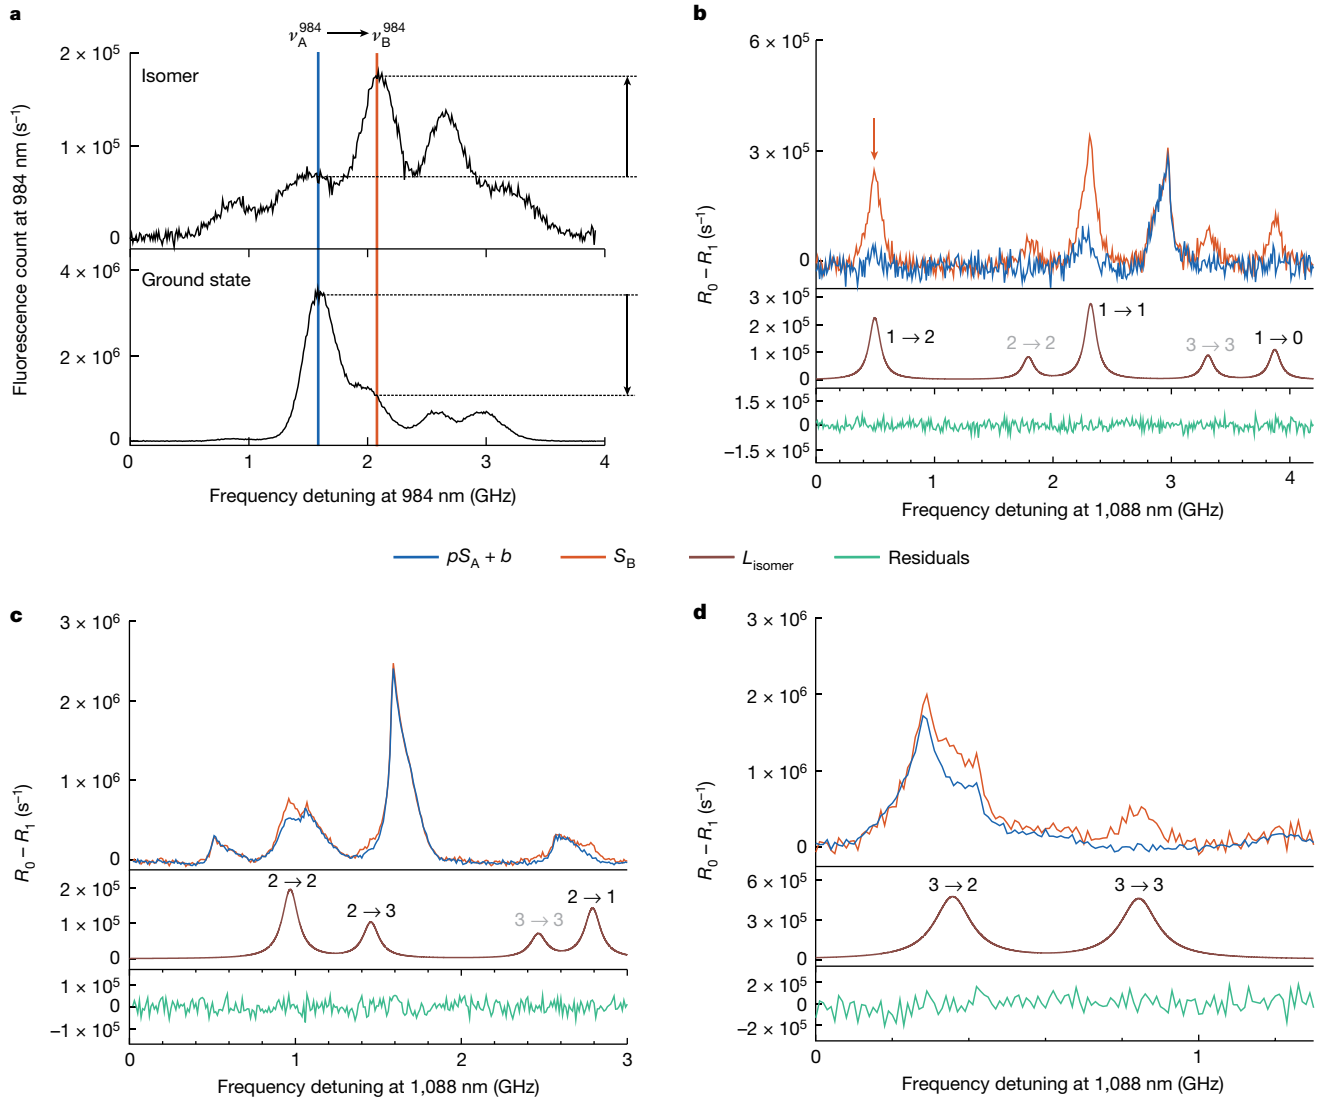 a
ν_A^984 → ν_B^984
2 × 10^5
Isomer
1 × 10^5
0
4 × 10^6
Ground state
2 × 10^6
0
0 1 2 3 4
Fluorescence count at 984 nm (s^–1)
Frequency detuning at 984 nm (GHz)
b
6 × 10^5
3 × 10^5
0
3 × 10^5
2 × 10^5
1 × 10^5
0
1 → 2
2 → 2
1 → 1
3 → 3
1 → 0
1.5 × 10^5
0
–1.5 × 10^5
0 1 2 3 4
R_0 – R_1 (s^–1)
Frequency detuning at 1,088 nm (GHz)
pS_A + b
S_B
L_isomer
Residuals
c
3 × 10^6
2 × 10^6
1 × 10^6
0
2 × 10^5
1 × 10^5
0
2 → 2
2 → 3
3 → 3
2 → 1
1 × 10^5
0
–1 × 10^5
0 1 2 3
R_0 – R_1 (s^–1)
Frequency detuning at 1,088 nm (GHz)
d
3 × 10^6
2 × 10^6
1 × 10^6
0
6 × 10^5
3 × 10^5
0
3 → 2
3 → 3
2 × 10^5
0
–2 × 10^5
0 1
R_0 – R_1 (s^–1)
Frequency detuning at 1,088 nm (GHz)